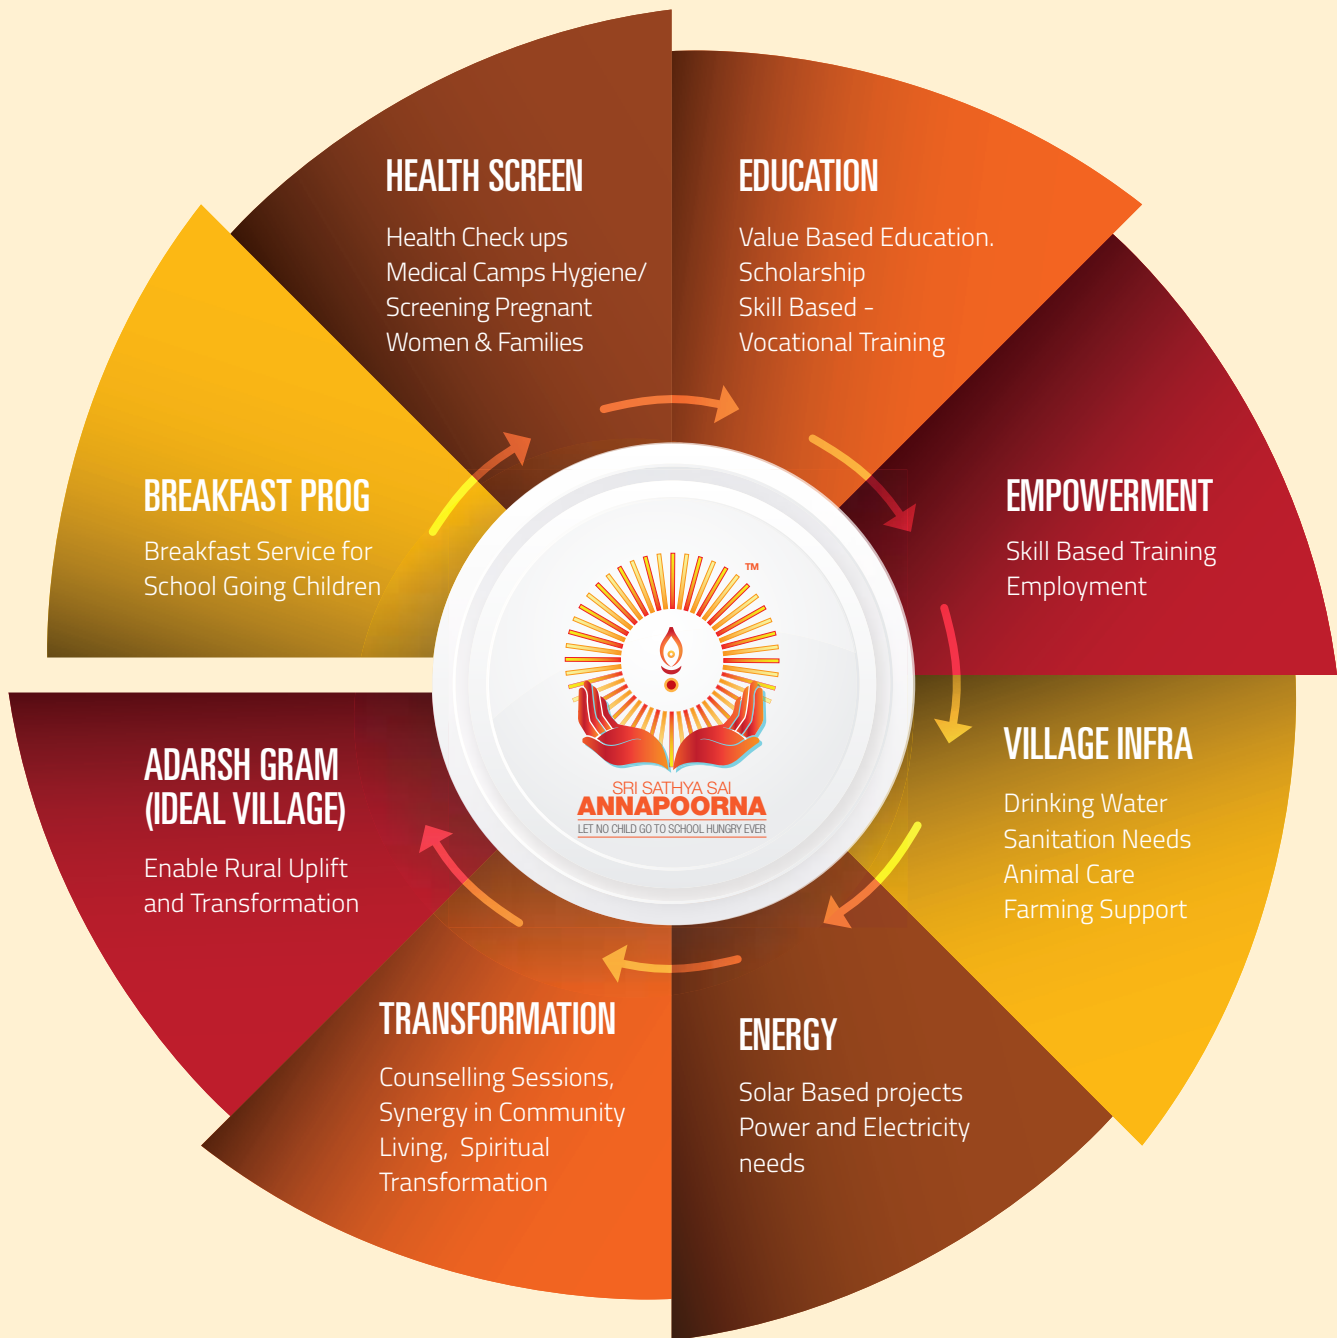 HEALTH SCREEN
Health Check ups
Medical Camps Hygiene/
Screening Pregnant
Women & Families
EDUCATION
Value Based Education.
Scholarship
Skill Based -
Vocational Training
EMPOWERMENT
Skill Based Training
Employment
VILLAGE INFRA
Drinking Water
Sanitation Needs
Animal Care
Farming Support
ENERGY
Solar Based projects
Power and Electricity
needs
TRANSFORMATION
Counselling Sessions,
Synergy in Community
Living, Spiritual
Transformation
ADARSH GRAM
(IDEAL VILLAGE)
Enable Rural Uplift
and Transformation
BREAKFAST PROG
Breakfast Service for
School Going Children
TM
SRI SATHYA SAI
ANNAPOORNA
LET NO CHILD GO TO SCHOOL HUNGRY EVER